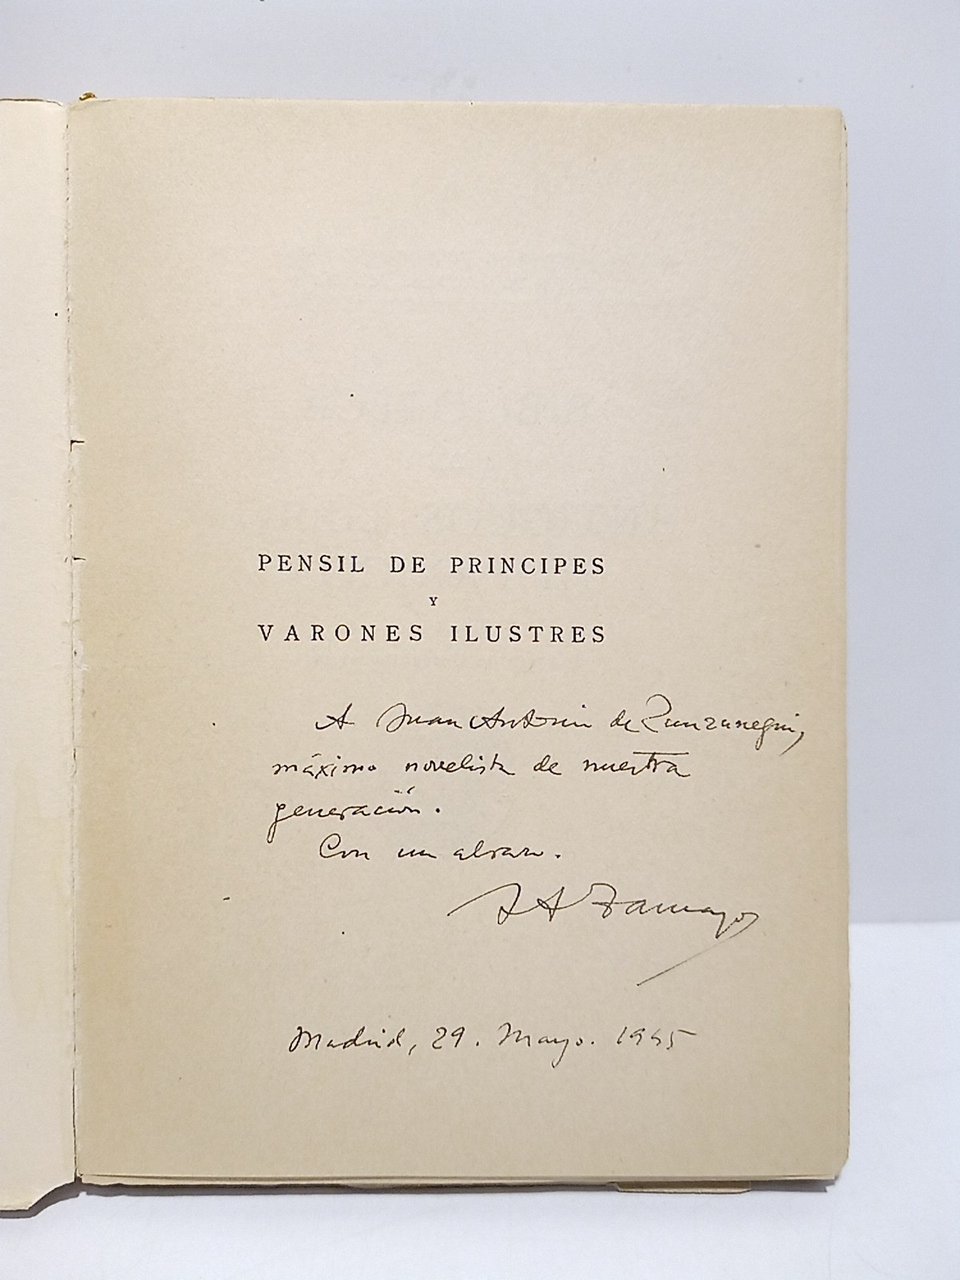 PENSIL DE PRINCIPES
Y
VARONES ILUSTRES
A Juan Antonio de Zunzunegui,
máximo novelista de nuestra
generación.
Con un abrazo.
J A Tamayo
Madrid, 29. Mayo. 1945